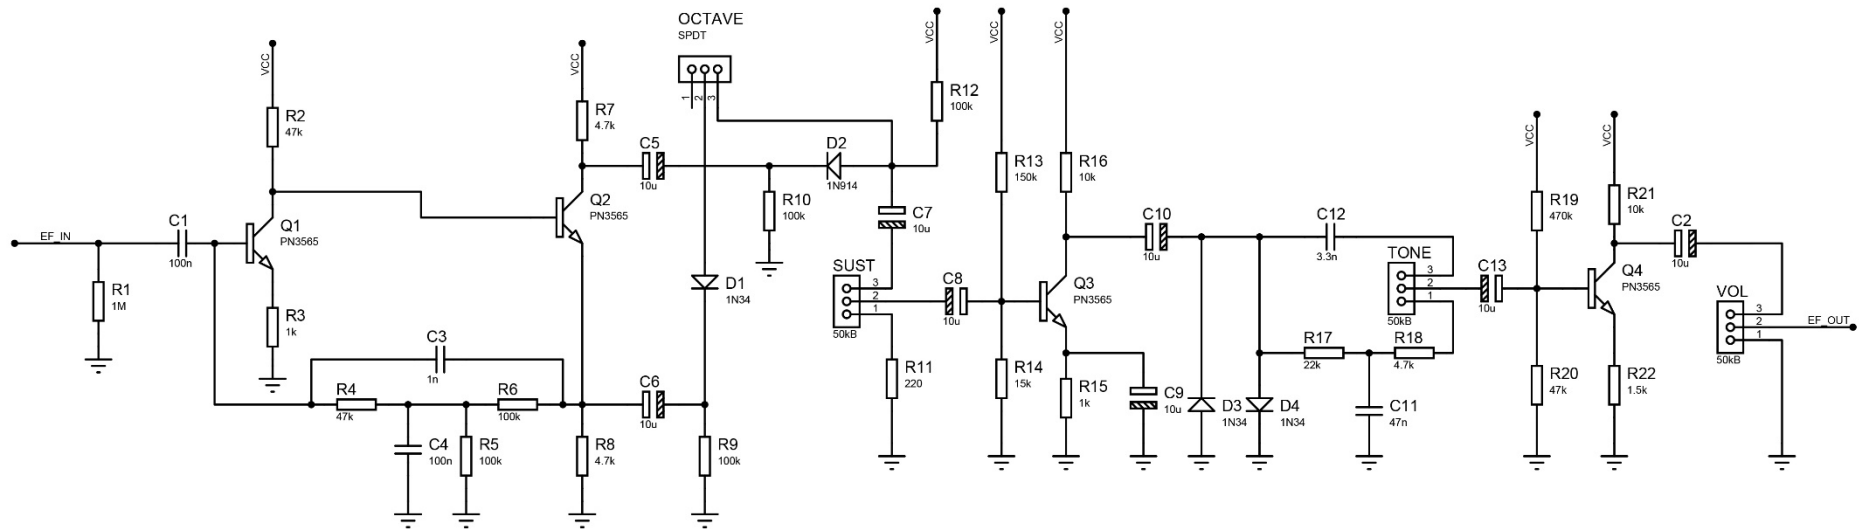 OCTAVE
SPDT
1
2
3
VCC
VCC
VCC
VCC
VCC
VCC
VCC
R2
47k
R7
4.7k
R12
100k
C5
10u
D2
1N914
R13
150k
R16
10k
R19
470k
R21
10k
C1
100n
Q1
PN3565
Q2
PN3565
R10
100k
C7
10u
C10
10u
C12
3.3n
TONE
3
2
1
50kB
C2
10u
EF_IN
R1
1M
R3
1k
D1
1N34
SUST
3
2
1
50kB
C8
10u
Q3
PN3565
C13
10u
Q4
PN3565
VOL
3
2
1
50kB
EF_OUT
C3
1n
R4
47k
R6
100k
C6
10u
R11
220
R14
15k
R15
1k
C9
10u
D3
1N34
D4
1N34
R17
22k
R18
4.7k
C11
47n
R20
47k
R22
1.5k
C4
100n
R5
100k
R8
4.7k
R9
100k